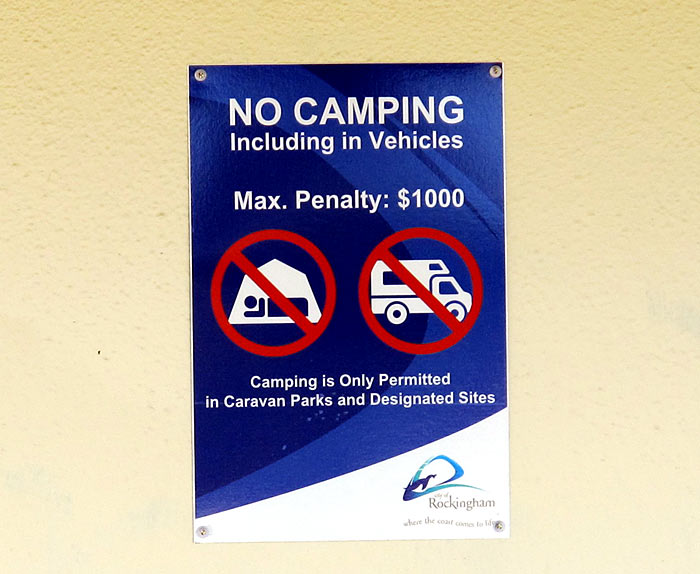 NO CAMPING
Including in Vehicles
Max. Penalty: $1000
Camping is Only Permitted
in Caravan Parks and Designated Sites
city of
Rockingham
where the coast comes to